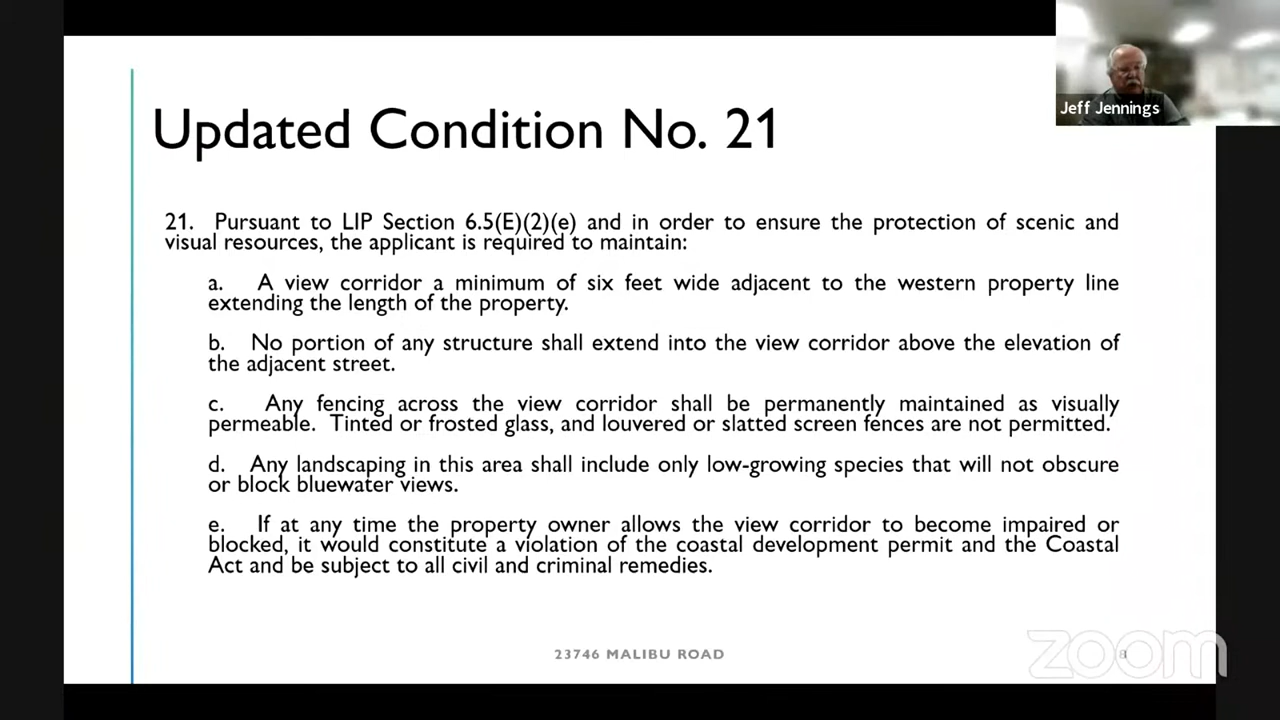 Jeff Jennings
Updated Condition No. 21
21. Pursuant to LIP Section 6.5(E)(2)(e) and in order to ensure the protection of scenic and
visual resources, the applicant is required to maintain:
a. A view corridor a minimum of six feet wide adjacent to the western property line
extending the length of the property.
b. No portion of any structure shall extend into the view corridor above the elevation of
the adjacent street.
c. Any fencing across the view corridor shall be permanently maintained as visually
permeable. Tinted or frosted glass, and louvered or slatted screen fences are not permitted.
d. Any landscaping in this area shall include only low-growing species that will not obscure
or block bluewater views.
e. If at any time the property owner allows the view corridor to become impaired or
blocked, it would constitute a violation of the coastal development permit and the Coastal
Act and be subject to all civil and criminal remedies.
23746 MALIBU ROAD
8
zoom